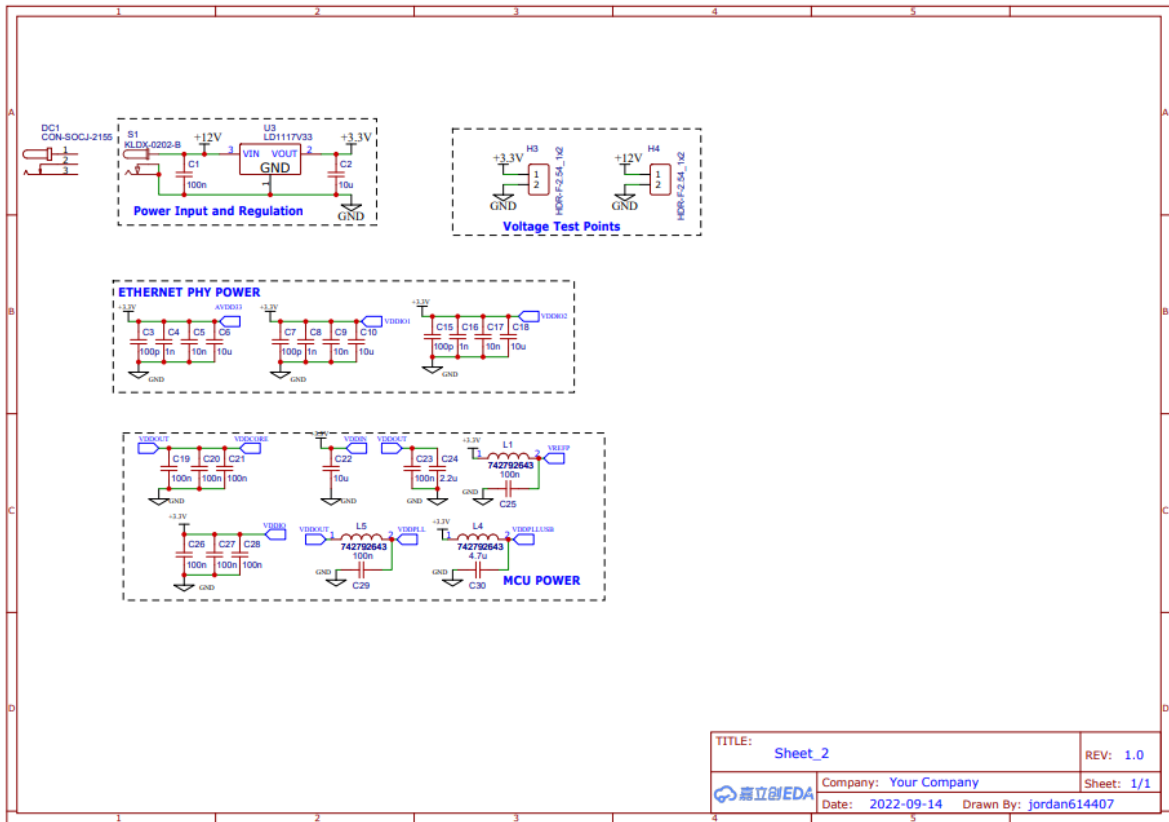 1 2 3 4 5
A A
DC1
CON-SOCJ-2155
1
2
3
S1
KLDX-0202-B
+12V
U3
LD1117V33
3 VIN VOUT 2
GND
1
+3.3V
C1
100n
C2
10u
GND
Power Input and Regulation
H3
+3.3V
1
2
GND
HDR-F-2.54_1x2
H4
+12V
1
2
GND
HDR-F-2.54_1x2
Voltage Test Points
B B
ETHERNET PHY POWER
+3.3V
AVDD33
C3 C4 C5 C6
100p 1n 10n 10u
GND
+3.3V
VDDIO1
C7 C8 C9 C10
100p 1n 10n 10u
GND
+3.3V
VDDIO2
C15 C16 C17 C18
100p 1n 10n 10u
GND
C C
VDDOUT VDDCORE
C19 C20 C21
100n 100n 100n
GND
+3.3V
VDDIN
C22
10u
GND
VDDOUT
C23 C24
100n 2.2u
GND
+3.3V
L1
1 2
VREFP
742792643
100n
GND
C25
+3.3V
VDDIO
C26 C27 C28
100n 100n 100n
GND
VDDOUT
L5
1 2
VDDPLL
742792643
100n
GND
C29
+3.3V
L4
1 2
VDDPLLUSB
742792643
4.7u
GND
C30
MCU POWER
D D
TITLE:
Sheet_2
REV: 1.0
嘉立创EDA
Company: Your Company
Sheet: 1/1
Date: 2022-09-14 Drawn By: jordan614407
1 2 3 4 5